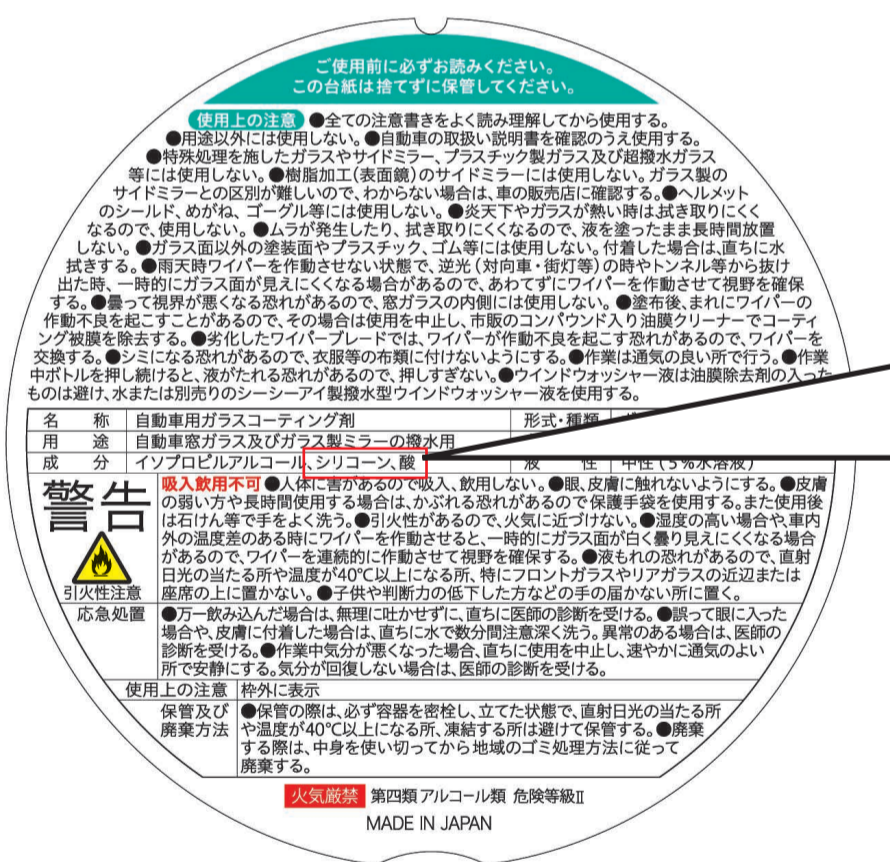 ご使用前に必ずお読みください。
この台紙は捨てずに保管してください。
使用上の注意 ●全ての注意書きをよく読み理解してから使用する。
●用途以外には使用しない。●自動車の取扱い説明書を確認のうえ使用する。
●特殊処理を施したガラスやサイドミラー、プラスチック製ガラス及び超撥水ガラス
等には使用しない。●樹脂加工(表面鏡)のサイドミラーには使用しない。ガラス製の
サイドミラーとの区別が難しいので、わからない場合は、車の販売店に確認する。●ヘルメット
のシールド、めがね、ゴーグル等には使用しない。●炎天下やガラスが熱い時は、拭き取りにくく
なるので、使用しない。●ムラが発生したり、拭き取りにくくなるので、液を塗ったまま長時間放置
しない。●ガラス面以外の塗装面やプラスチック、ゴム等には使用しない。付着した場合は、直ちに水
拭きする。●雨天時ワイパーを作動させない状態で、逆光(対向車・街灯等)の時やトンネル等から抜け
出た時、一時的にガラス面が見えにくくなる場合があるので、あわてずにワイパーを作動させて視野を確保
する。●曇って視界が悪くなる恐れがあるので、窓ガラスの内側には使用しない。●塗布後、まれにワイパーの
作動不良を起こすことがあるので、その場合は使用を中止し、市販のコンパウンド入り油膜クリーナーでコーティ
ング被膜を除去する。●劣化したワイパーブレードでは、ワイパーが作動不良を起こす恐れがあるので、ワイパーを
交換する。●シミになる恐れがあるので、衣服等の布類に付けないようにする。●作業は通気の良い所で行う。●作業
中ボトルを押し続けると、液がたれる恐れがあるので、押しすぎない。●ウインドウォッシャー液は油膜除去剤の入った
ものは避け、水または別売りのシーシーアイ製撥水型ウインドウォッシャー液を使用する。
名 称 自動車用ガラスコーティング剤 形式・種類
用 途 自動車窓ガラス及びガラス製ミラーの撥水用
成 分 イソプロピルアルコール、シリコーン、酸 液 性 中性(5%水溶液)
警告 吸入飲用不可 ●人体に害があるので吸入、飲用しない。●眼、皮膚に触れないようにする。●皮膚
の弱い方や長時間使用する場合は、かぶれる恐れがあるので保護手袋を使用する。また使用後
は石けん等で手をよく洗う。●引火性があるので、火気に近づけない。●湿度の高い場合や、車内
外の温度差のある時にワイパーを作動させると、一時的にガラス面が白く曇り見えにくくなる場合
があるので、ワイパーを連続的に作動させて視野を確保する。●液もれの恐れがあるので、直射
日光の当たる所や温度が40℃以上になる所、特にフロントガラスやリアガラスの近辺または
引火性注意 座席の上に置かない。●子供や判断力の低下した方などの手の届かない所に置く。
応急処置 ●万一飲み込んだ場合は、無理に吐かせずに、直ちに医師の診断を受ける。●誤って眼に入った
場合や、皮膚に付着した場合は、直ちに水で数分間注意深く洗う。異常のある場合は、医師の
診断を受ける。●作業中気分が悪くなった場合、直ちに使用を中止し、速やかに通気のよい
所で安静にする。気分が回復しない場合は、医師の診断を受ける。
使用上の注意 枠外に表示
保管及び ●保管の際は、必ず容器を密栓し、立てた状態で、直射日光の当たる所
廃棄方法 や温度が40℃以上になる所、凍結する所は避けて保管する。●廃棄
する際は、中身を使い切ってから地域のゴミ処理方法に従って
廃棄する。
火気厳禁 第四類 アルコール類 危険等級Ⅱ
MADE IN JAPAN